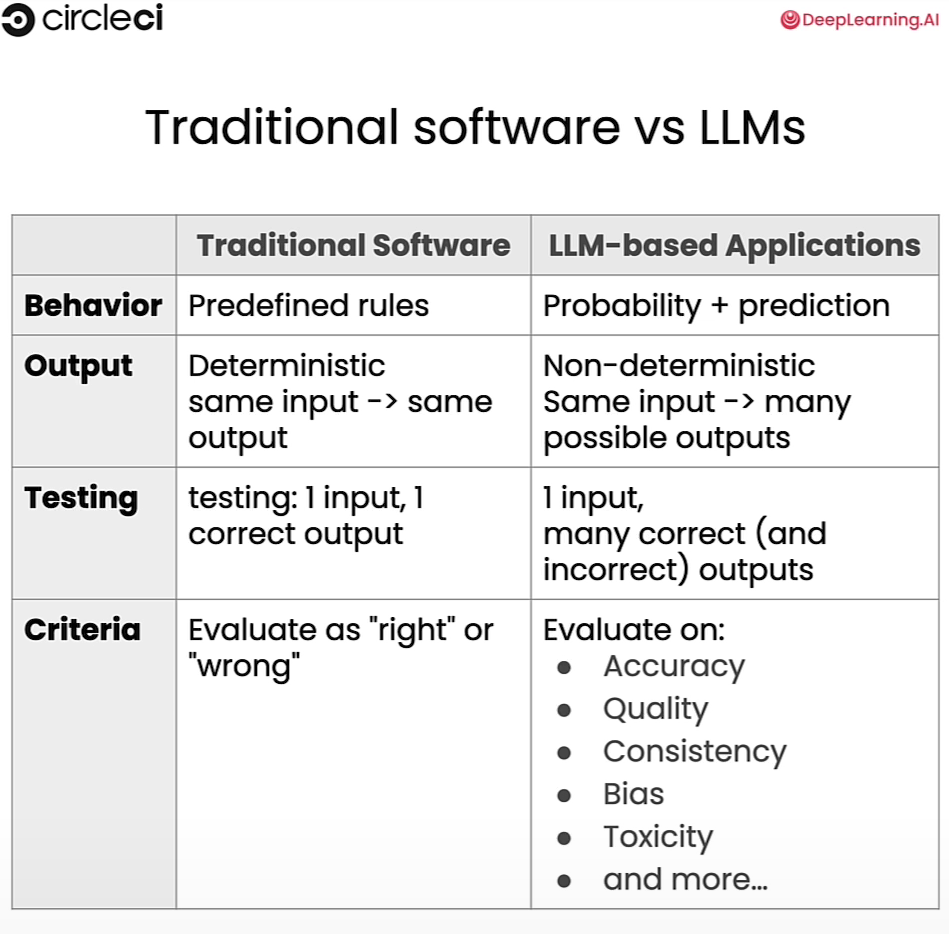 circleci
DeepLearning.AI
Traditional software vs LLMs
Traditional Software
LLM-based Applications
Behavior
Predefined rules
Probability + prediction
Output
Deterministic
same input -> same
output
Non-deterministic
Same input -> many
possible outputs
Testing
testing: 1 input, 1
correct output
1 input,
many correct (and
incorrect) outputs
Criteria
Evaluate as "right" or
"wrong"
Evaluate on:
● Accuracy
● Quality
● Consistency
● Bias
● Toxicity
● and more...